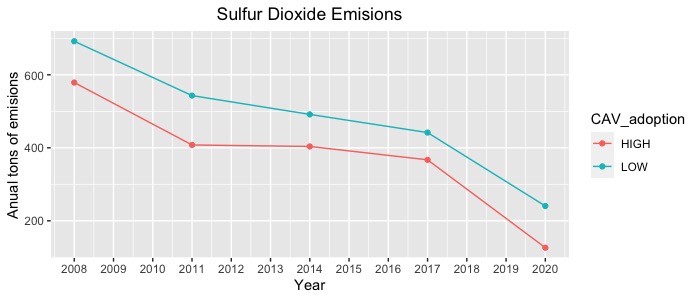 Sulfur Dioxide Emisions
Anual tons of emisions
600
400
200
2008 2009 2010 2011 2012 2013 2014 2015 2016 2017 2018 2019 2020
Year
CAV_adoption
HIGH
LOW